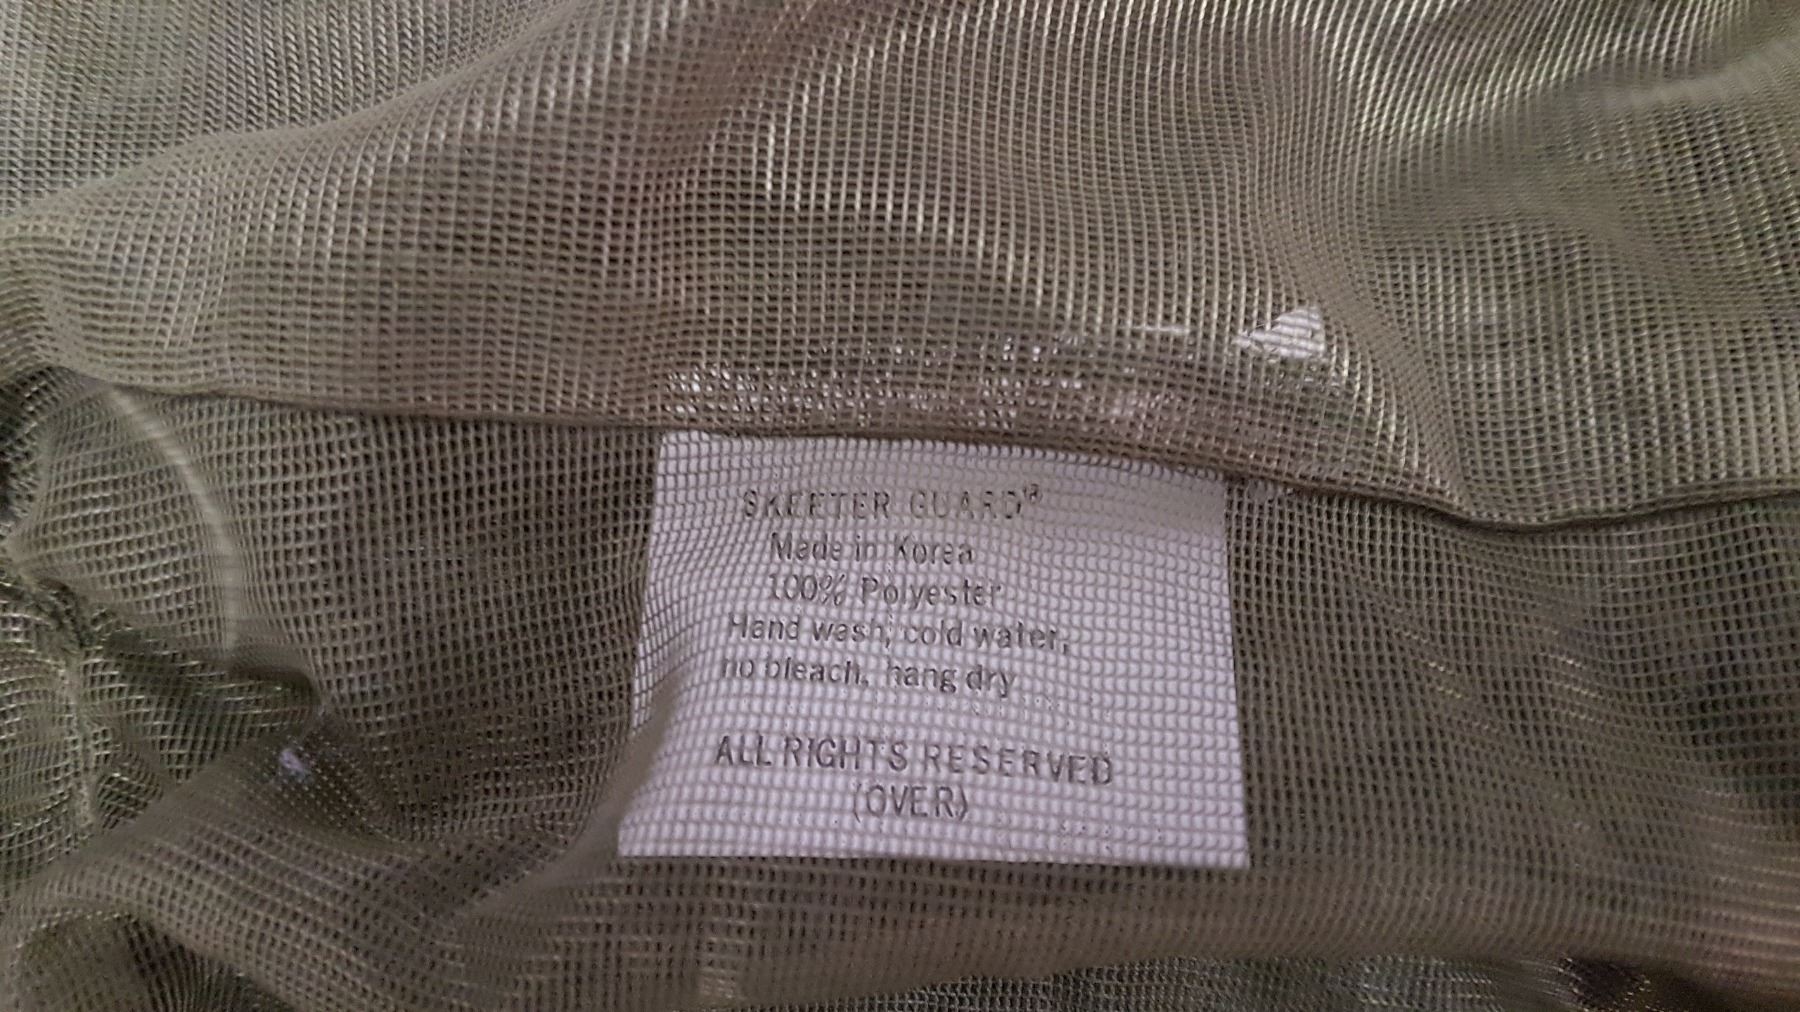 SKEETER GUARD®
Made in Korea
100% Polyester
Hand wash, cold water,
no bleach, hang dry
ALL RIGHTS RESERVED
(OVER)